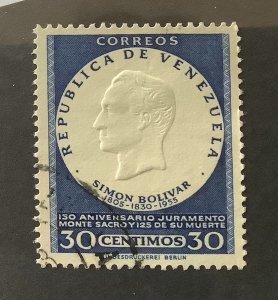 CORREOS
REPUBLICA DE VENEZUELA
SIMON BOLIVAR
1805-1830-1955
150 ANIVERSARIO JURAMENTO
MONTE SACRO Y 125 DE SU MUERTE
30 CENTIMOS 30
BERLIN